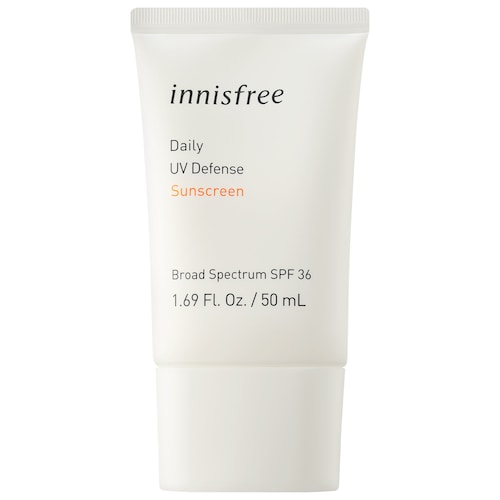 innisfree
Daily
UV Defense
Sunscreen
Broad Spectrum SPF 36
1.69 Fl. Oz. / 50 mL